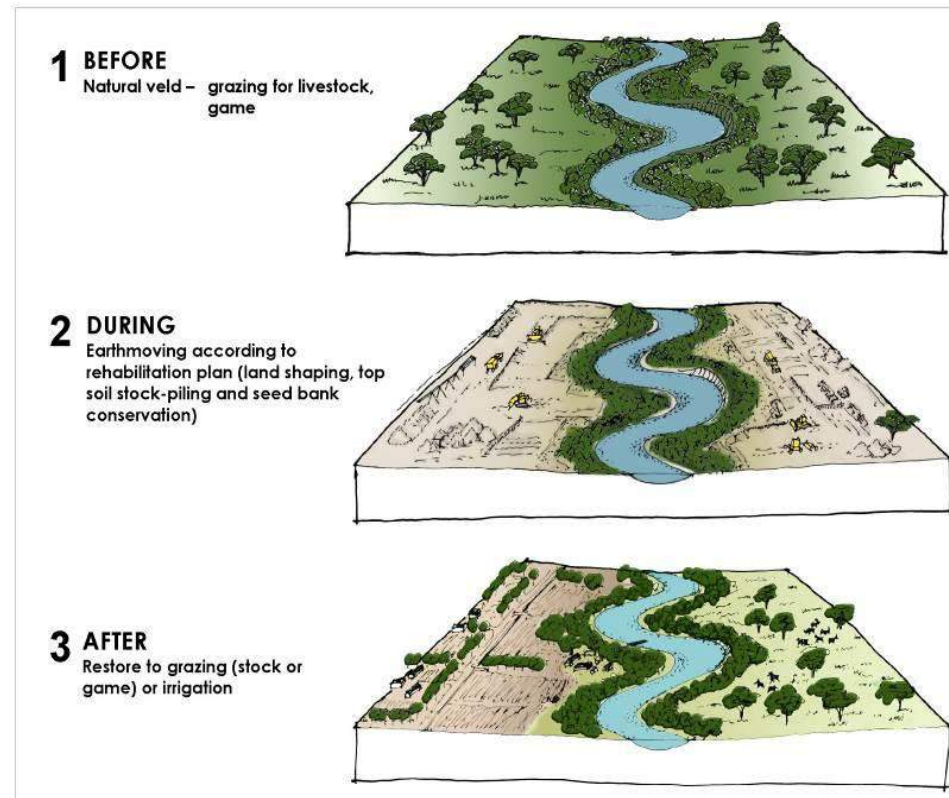 1 BEFORE
Natural veld – grazing for livestock,
game
2 DURING
Earthmoving according to
rehabilitation plan (land shaping, top
soil stock-piling and seed bank
conservation)
3 AFTER
Restore to grazing (stock or
game) or irrigation